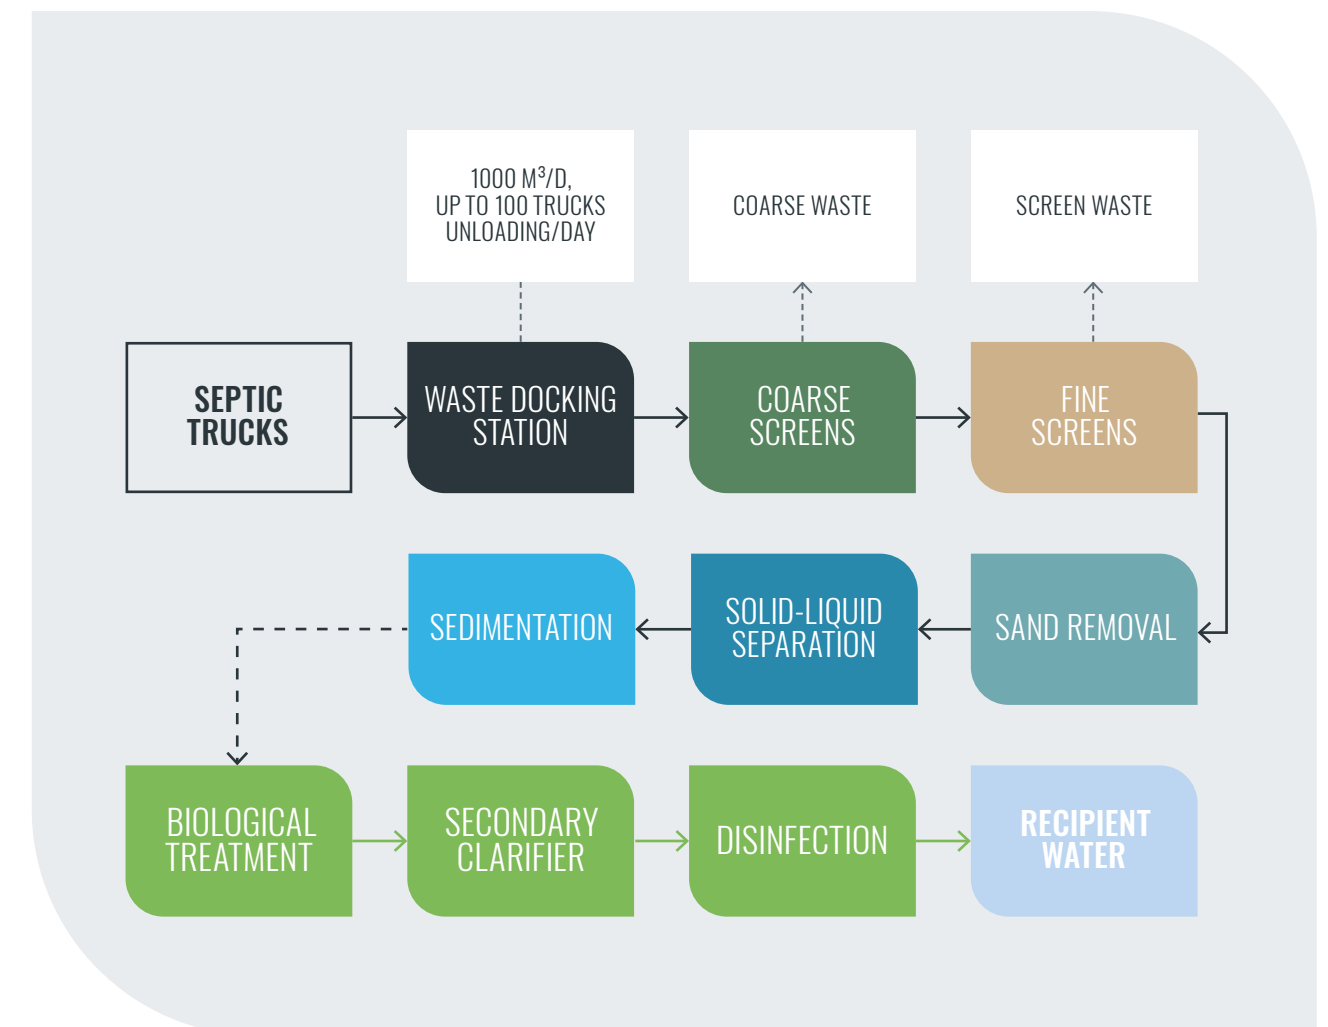 1000 M³/D,
UP TO 100 TRUCKS
UNLOADING/DAY
COARSE WASTE
SCREEN WASTE
SEPTIC
TRUCKS
WASTE DOCKING
STATION
COARSE
SCREENS
FINE
SCREENS
SEDIMENTATION
SOLID-LIQUID
SEPARATION
SAND REMOVAL
BIOLOGICAL
TREATMENT
SECONDARY
CLARIFIER
DISINFECTION
RECIPIENT
WATER